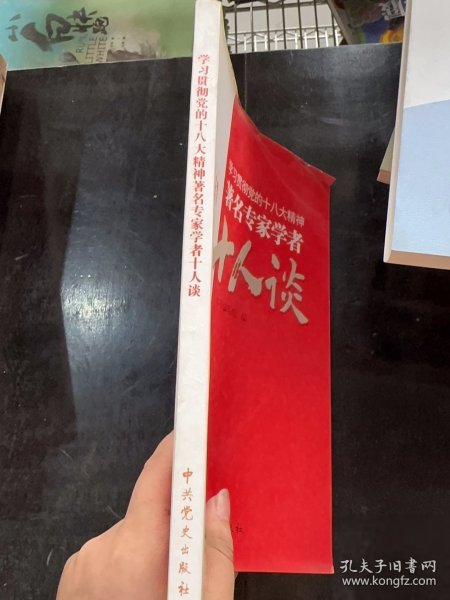 学习贯彻党的十八大精神著名专家学者十人谈
中共党史出版社
学习贯彻党的十八大精神
著名专家学者
十人谈
编
社
孔夫子旧书网
www.kongfz.com